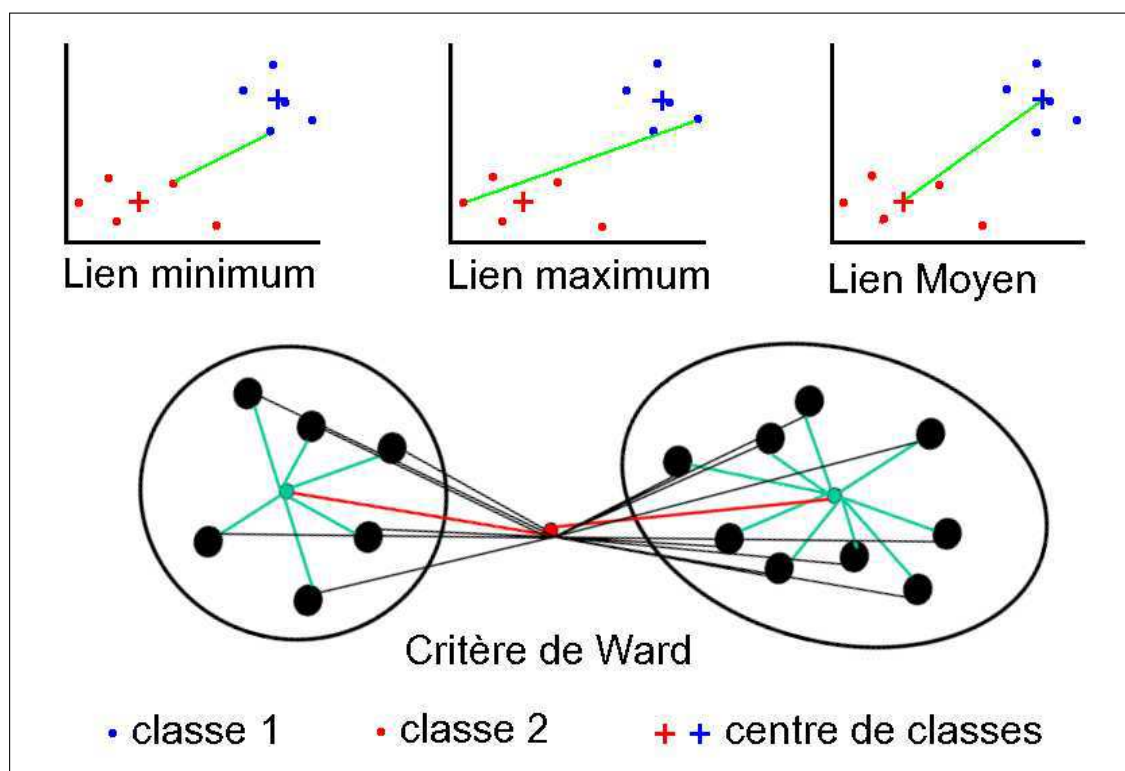 Lien minimum
Lien maximum
Lien Moyen
Critère de Ward
classe 1
classe 2
centre de classes